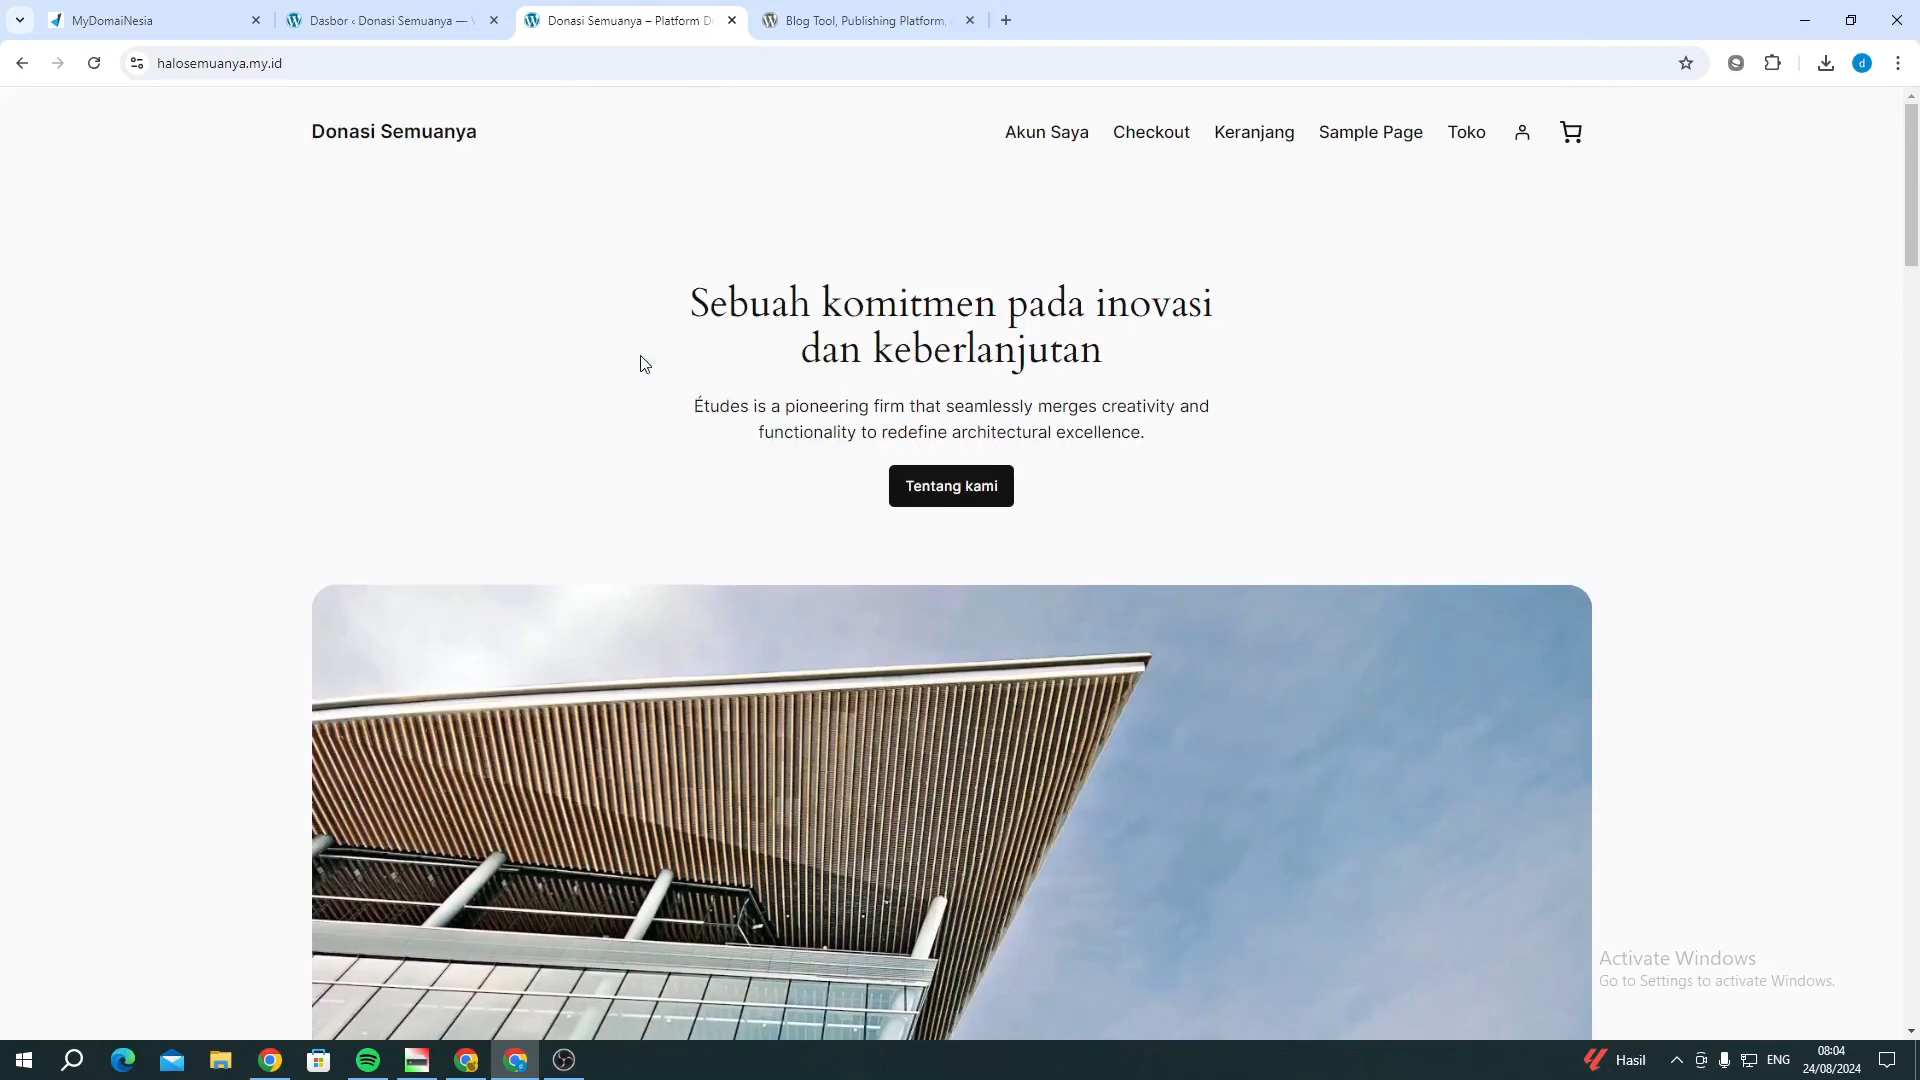 MyDomaiNesia
Dasbor ‹ Donasi Semuanya —
Donasi Semuanya – Platform D
Blog Tool, Publishing Platform,
halosemuanya.my.id
d
Donasi Semuanya
Akun Saya Checkout Keranjang Sample Page Toko
Sebuah komitmen pada inovasi
dan keberlanjutan
Études is a pioneering firm that seamlessly merges creativity and
functionality to redefine architectural excellence.
Tentang kami
Activate Windows
Go to Settings to activate Windows.
Hasil
ENG
08:04
24/08/2024